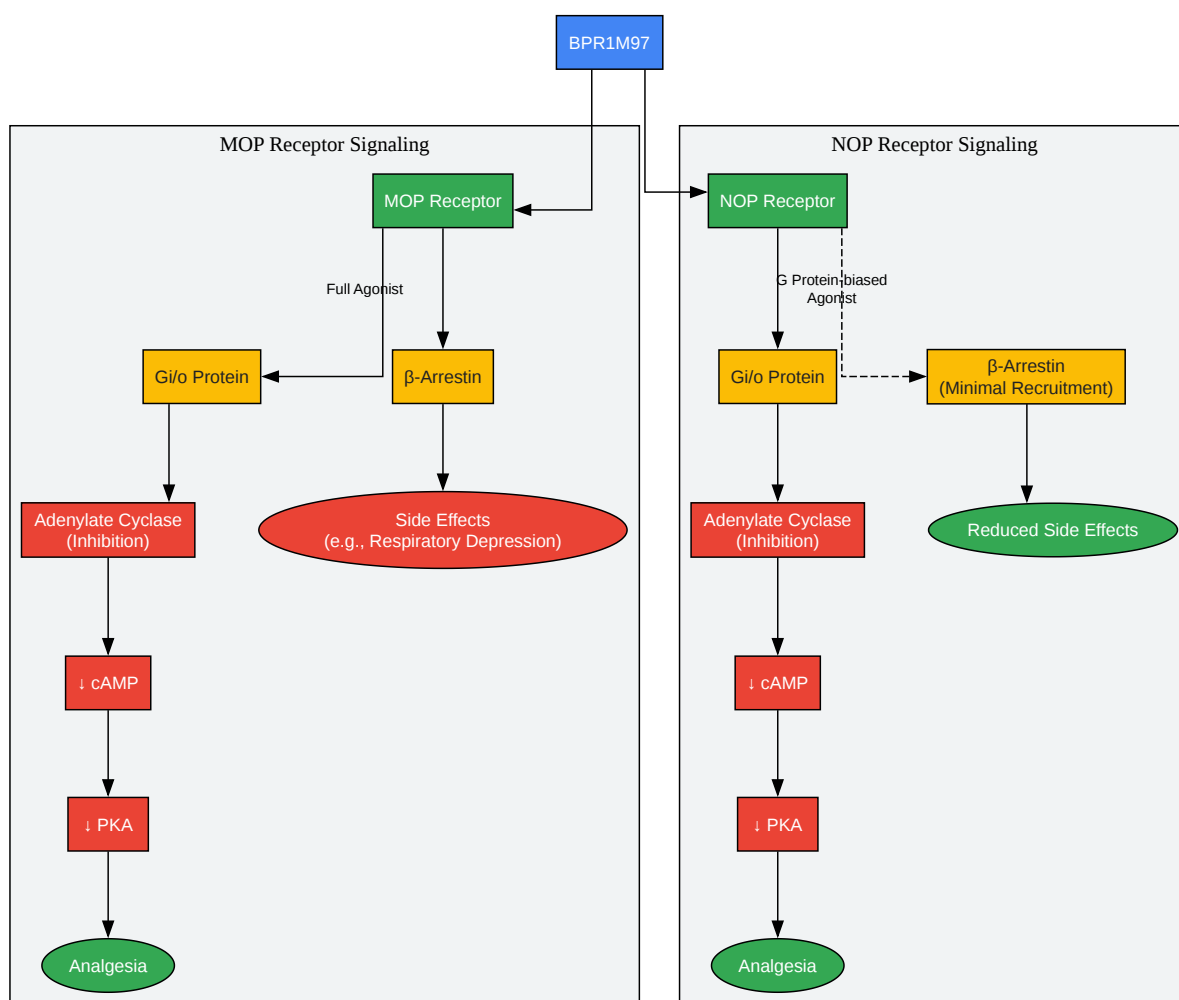 BPR1M97
MOP Receptor Signaling
MOP Receptor
Full Agonist
Gi/o Protein
β-Arrestin
Adenylate Cyclase
(Inhibition)
Side Effects
(e.g., Respiratory Depression)
↓ cAMP
↓ PKA
Analgesia
NOP Receptor Signaling
NOP Receptor
G Protein-biased
Agonist
Gi/o Protein
β-Arrestin
(Minimal Recruitment)
Adenylate Cyclase
(Inhibition)
Reduced Side Effects
↓ cAMP
↓ PKA
Analgesia